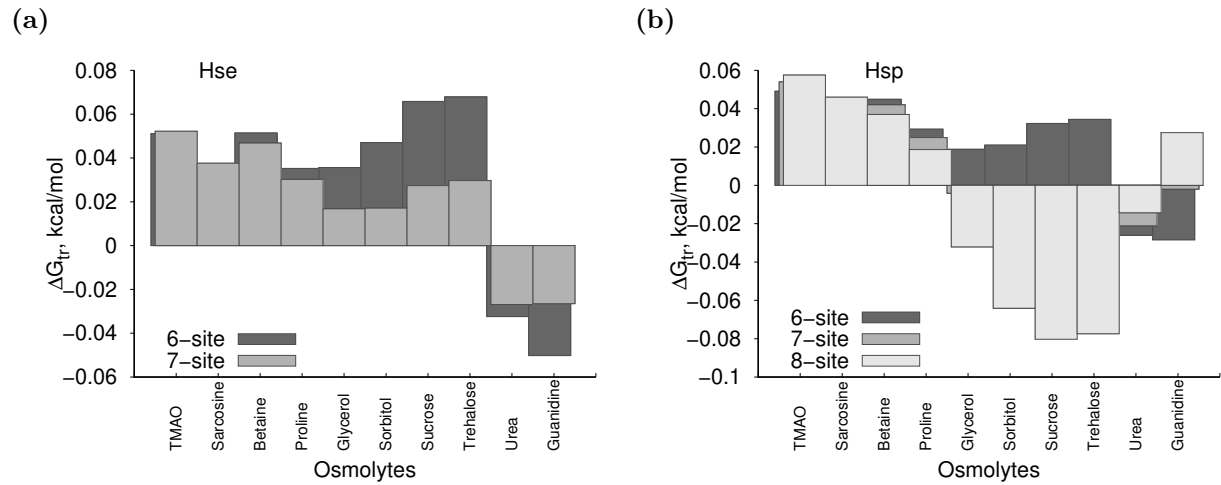 (a)
Hse
ΔG_tr, kcal/mol
0.08
0.06
0.04
0.02
0
−0.02
−0.04
−0.06
6−site
7−site
TMAO
Sarcosine
Betaine
Proline
Glycerol
Sorbitol
Sucrose
Trehalose
Urea
Guanidine
Osmolytes
(b)
Hsp
ΔG_tr, kcal/mol
0.06
0.04
0.02
0
−0.02
−0.04
−0.06
−0.08
−0.1
6−site
7−site
8−site
TMAO
Sarcosine
Betaine
Proline
Glycerol
Sorbitol
Sucrose
Trehalose
Urea
Guanidine
Osmolytes